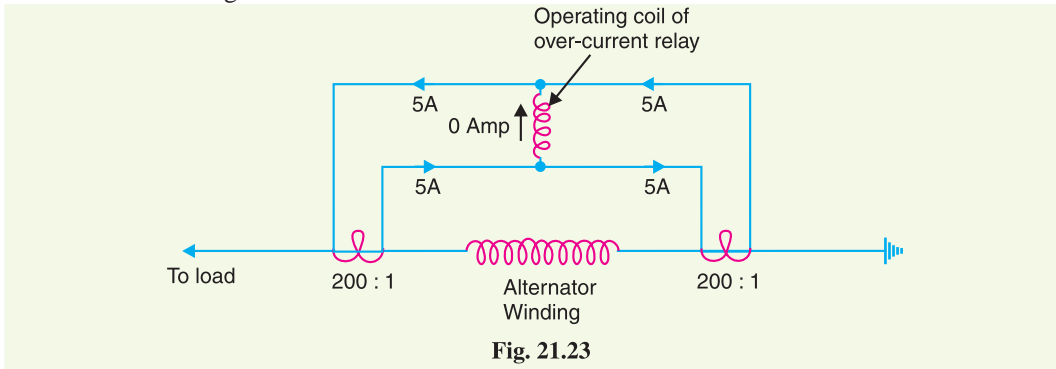 Operating coil of
over-current relay
5A
5A
0 Amp
5A
5A
To load
200 : 1
Alternator
Winding
200 : 1
Fig. 21.23